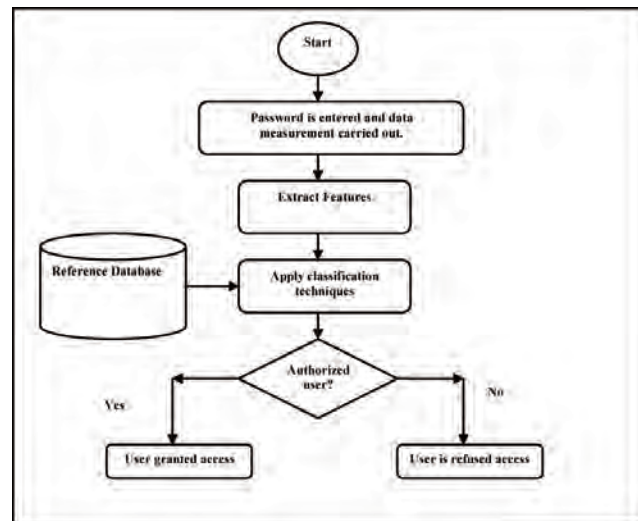 Start
Password is entered and data
measurement carried out.
Extract Features
Reference Database
Apply classification
techniques
Authorized
user?
Yes
No
User granted access
User is refused access